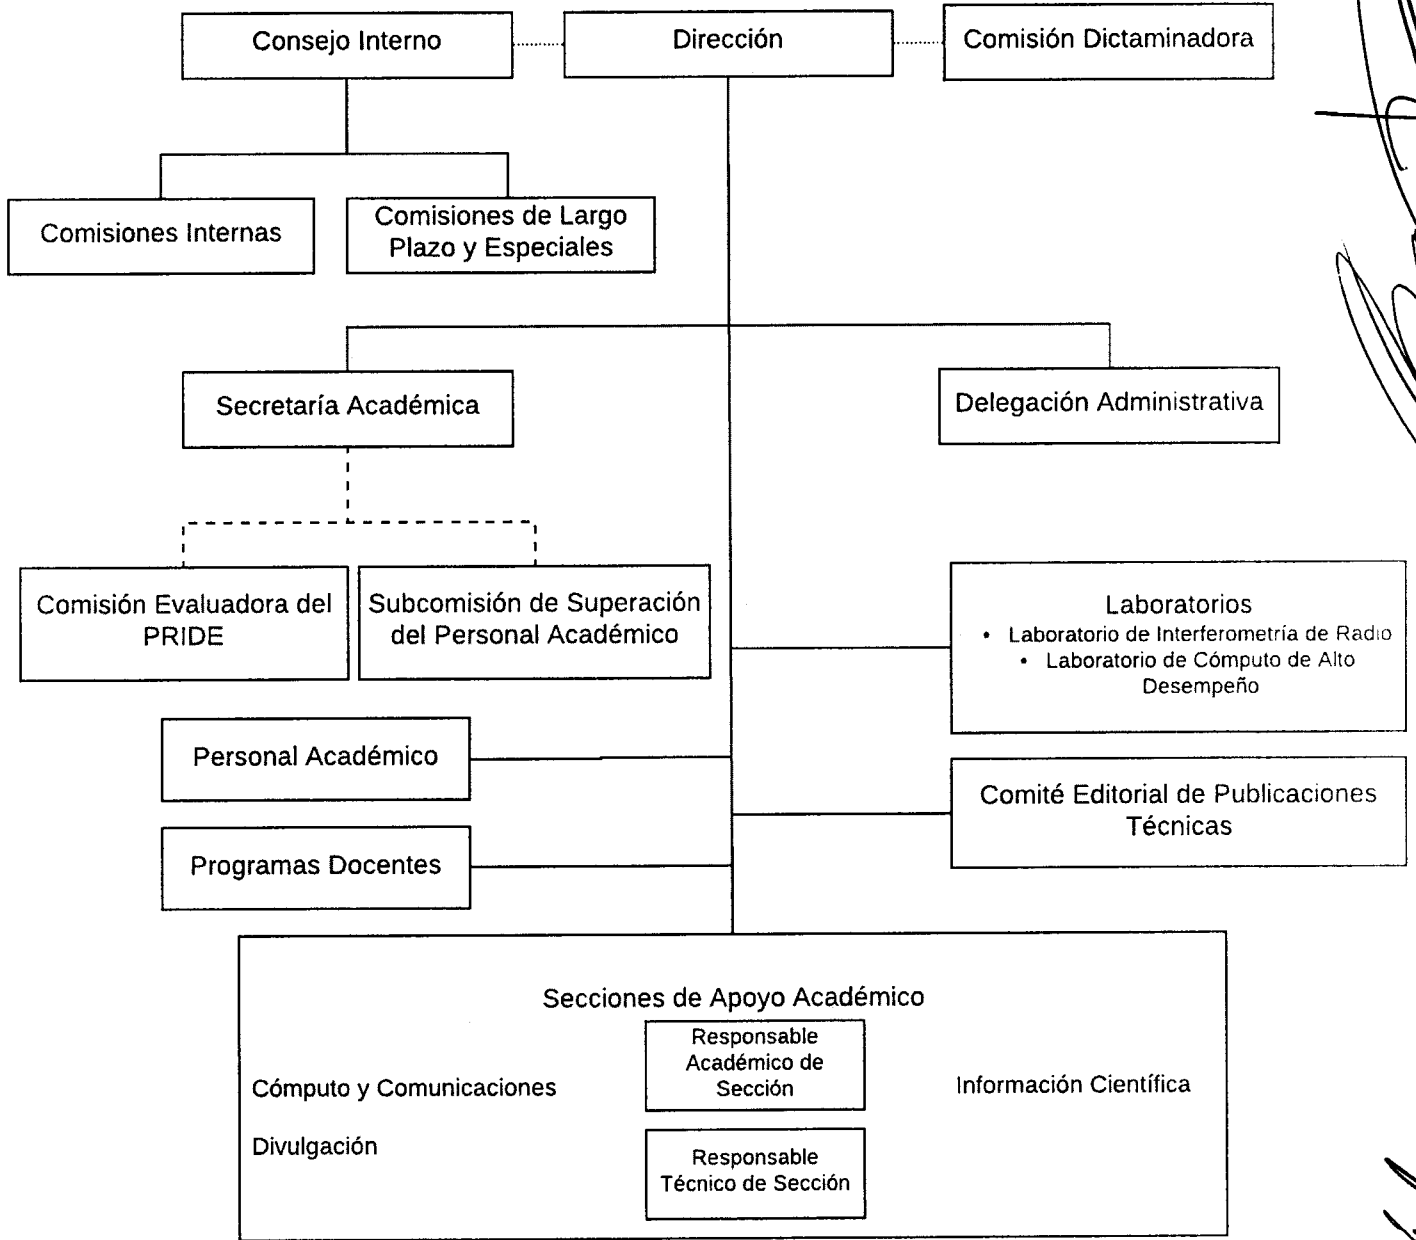 Consejo Interno
Dirección
Comisión Dictaminadora
Comisiones Internas
Comisiones de Largo
Plazo y Especiales
Secretaría Académica
Delegación Administrativa
Comisión Evaluadora del
PRIDE
Subcomisión de Superación
del Personal Académico
Laboratorios
• Laboratorio de Interferometría de Radio
• Laboratorio de Cómputo de Alto
Desempeño
Personal Académico
Comité Editorial de Publicaciones
Técnicas
Programas Docentes
Secciones de Apoyo Académico
Responsable
Académico de
Sección
Cómputo y Comunicaciones
Información Científica
Divulgación
Responsable
Técnico de Sección